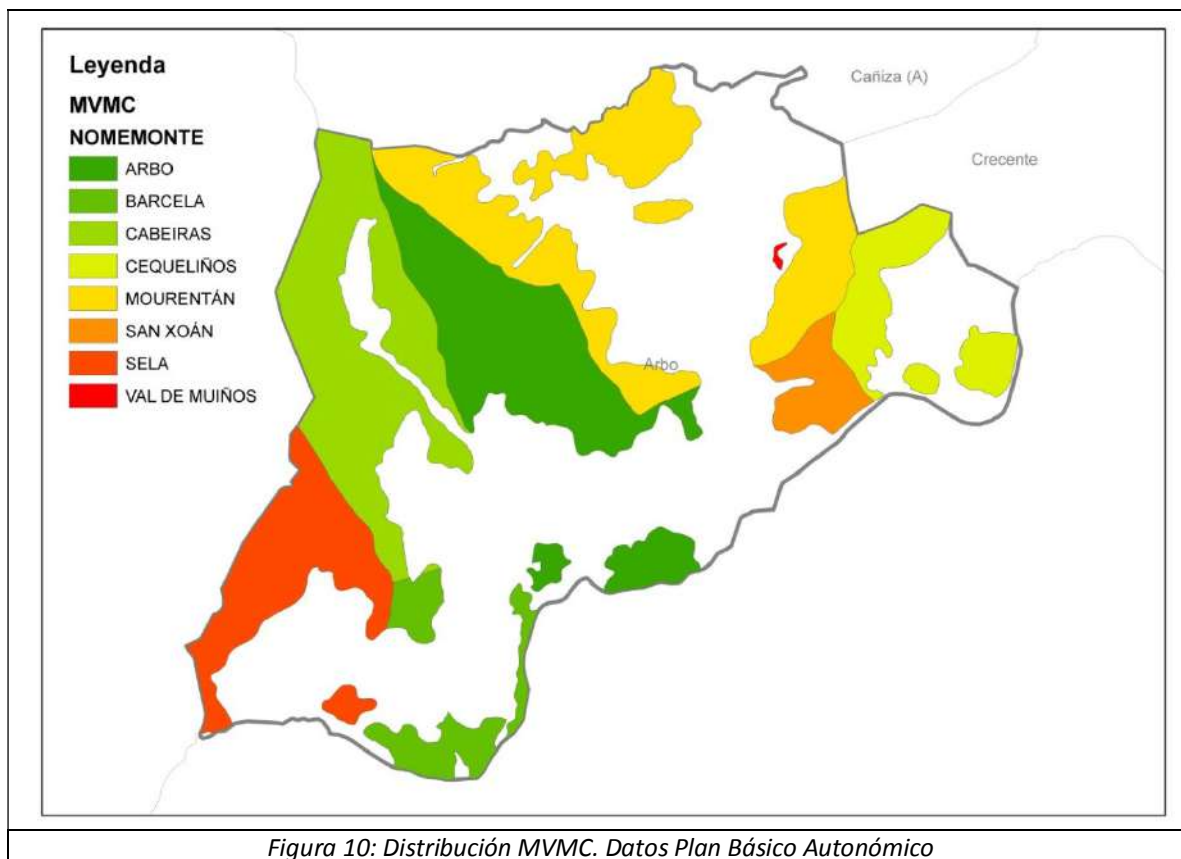 Leyenda
MVMC
NOMEMONTE
ARBO
BARCELA
CABEIRAS
CEQUELIÑOS
MOURENTÁN
SAN XOÁN
SELA
VAL DE MUIÑOS
Cañiza (A)
Crecente
Arbo
Figura 10: Distribución MVMC. Datos Plan Básico Autonómico